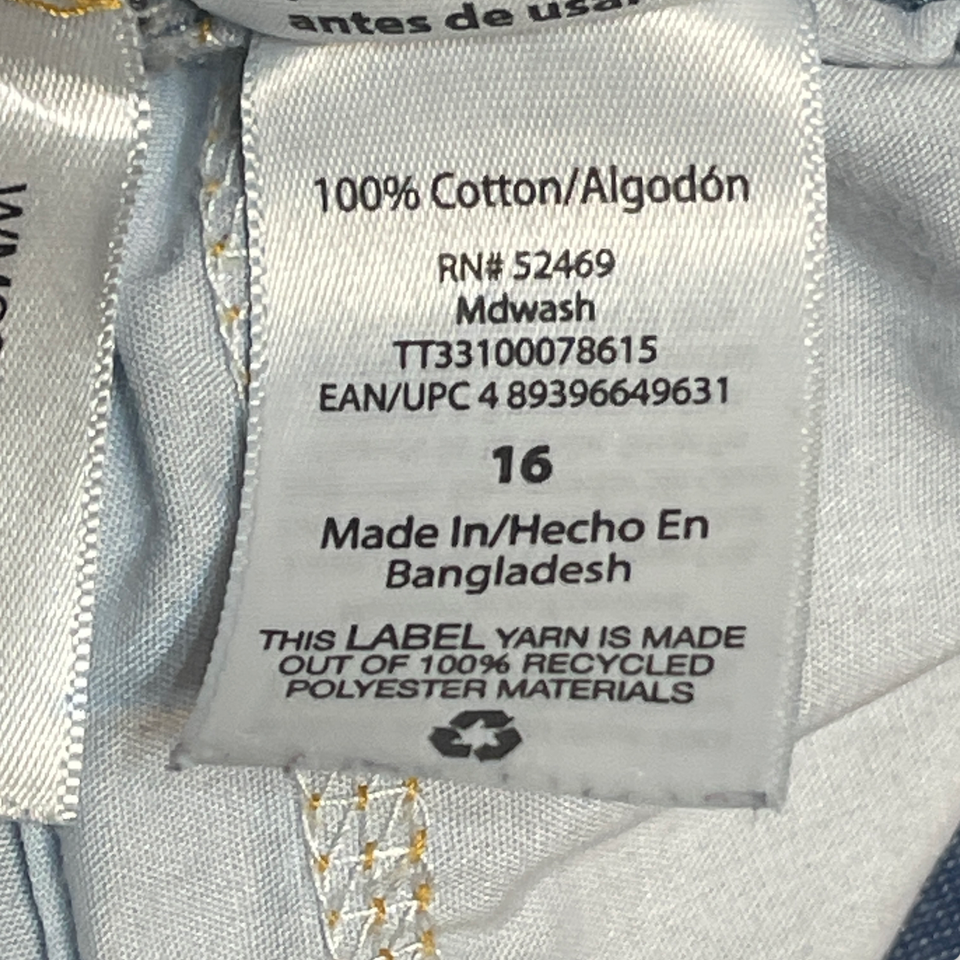 antes de usa
100% Cotton/Algodón
RN# 52469
Mdwash
TT33100078615
EAN/UPC 4 89396649631
16
Made In/Hecho En
Bangladesh
THIS LABEL YARN IS MADE
OUT OF 100% RECYCLED
POLYESTER MATERIALS